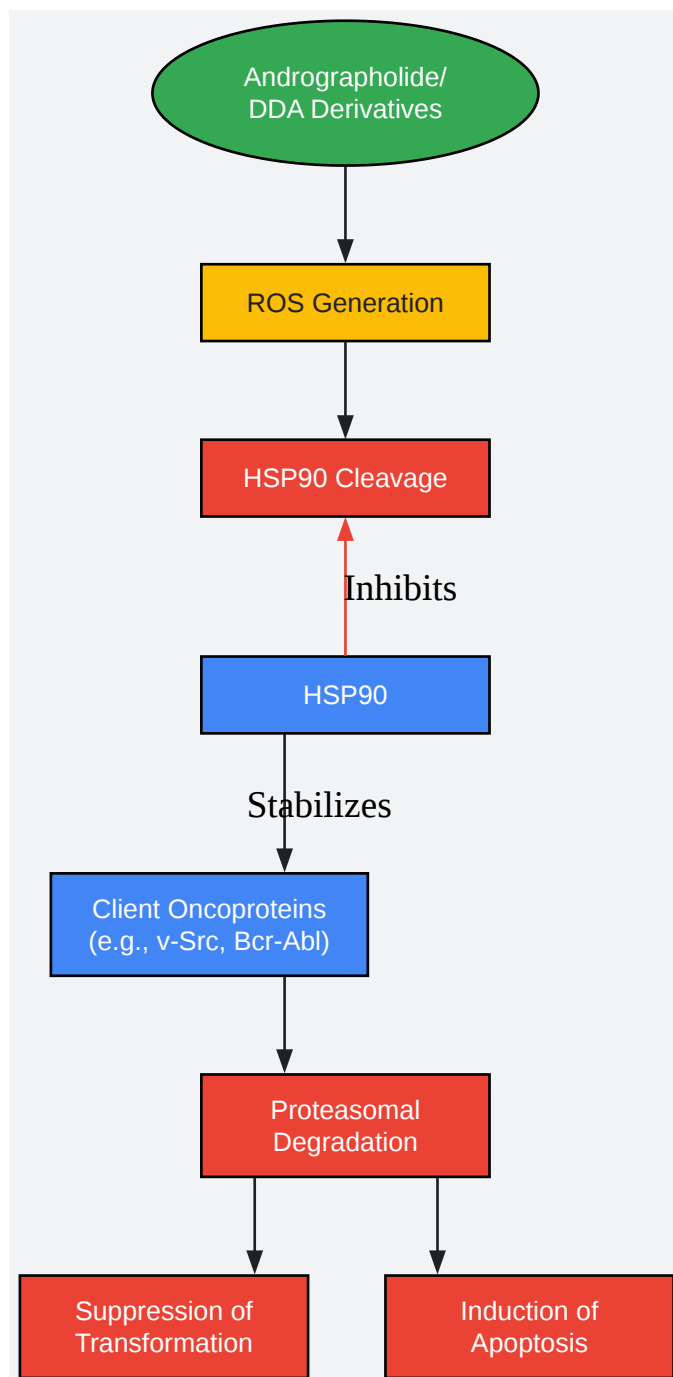 Andrographolide/
DDA Derivatives
ROS Generation
HSP90 Cleavage
Inhibits
HSP90
Stabilizes
Client Oncoproteins
(e.g., v-Src, Bcr-Abl)
Proteasomal
Degradation
Suppression of
Transformation
Induction of
Apoptosis